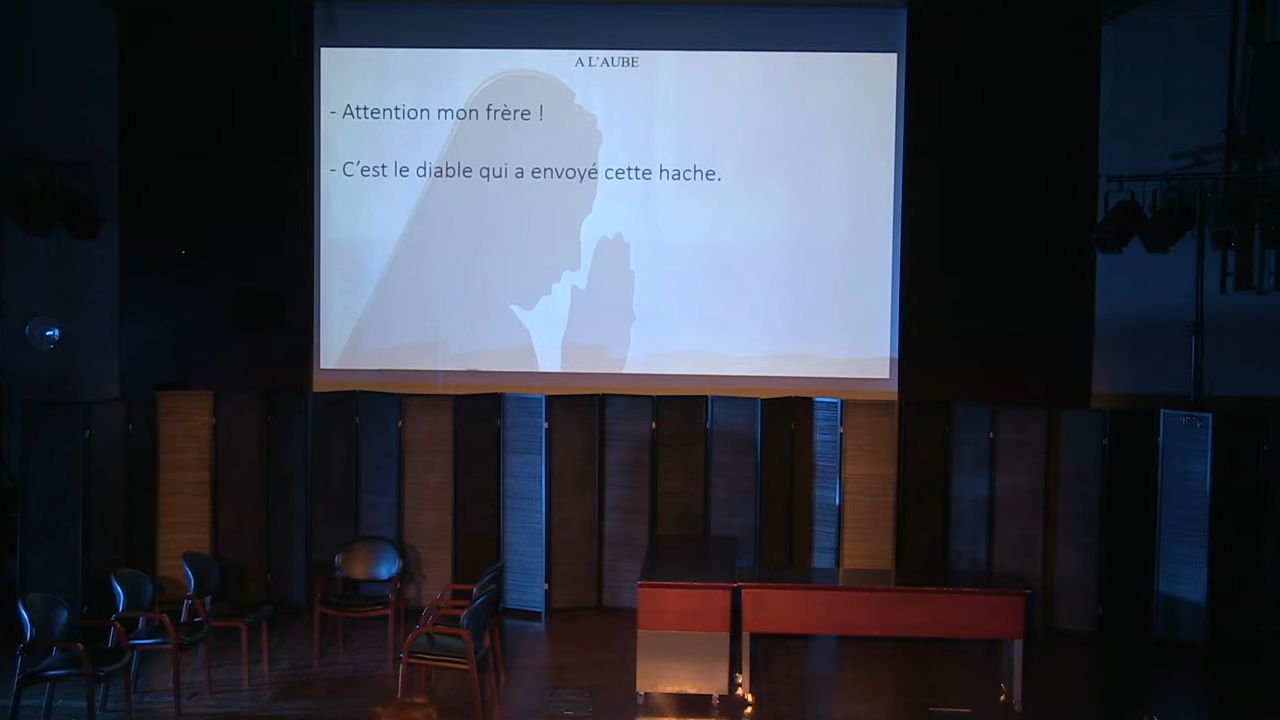 A L'AUBE
- Attention mon frère !
- C’est le diable qui a envoyé cette hache.